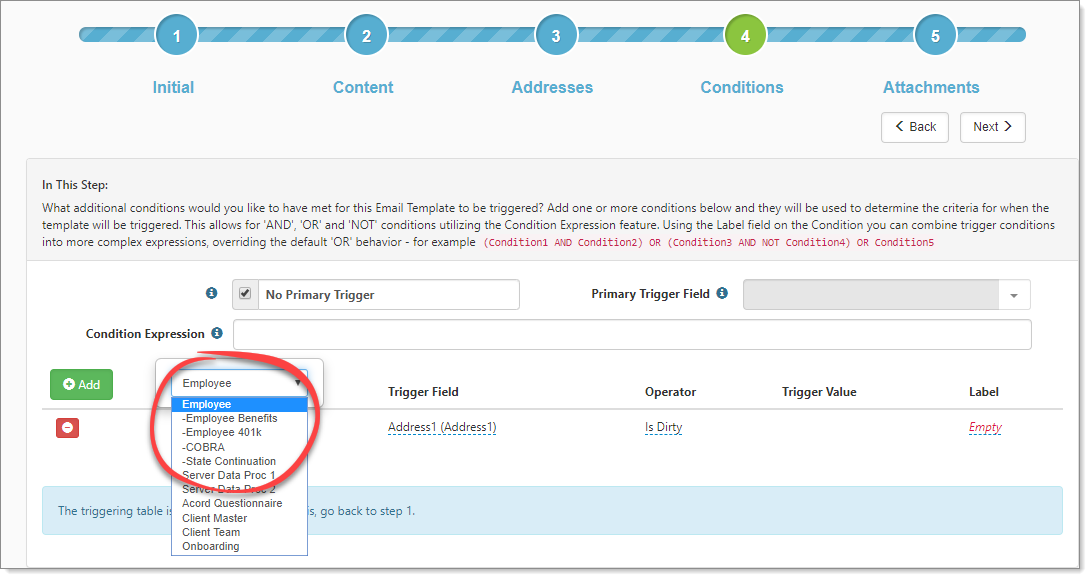 1 2 3 4 5
Initial Content Addresses Conditions Attachments
Back Next
In This Step:
What additional conditions would you like to have met for this Email Template to be triggered? Add one or more conditions below and they will be used to determine the criteria for when the
template will be triggered. This allows for 'AND', 'OR' and 'NOT' conditions utilizing the Condition Expression feature. Using the Label field on the Condition you can combine trigger conditions
into more complex expressions, overriding the default 'OR' behavior - for example (Condition1 AND Condition2) OR (Condition3 AND NOT Condition4) OR Condition5
No Primary Trigger Primary Trigger Field
Condition Expression
Add Employee Trigger Field Operator Trigger Value Label
Employee
-Employee Benefits
Address1 (Address1) Is Dirty Empty
-Employee 401k
-COBRA
-State Continuation
Server Data Proc 1
Server Data Proc 2
Acord Questionnaire
The triggering table is s, go back to step 1.
Client Master
Client Team
Onboarding